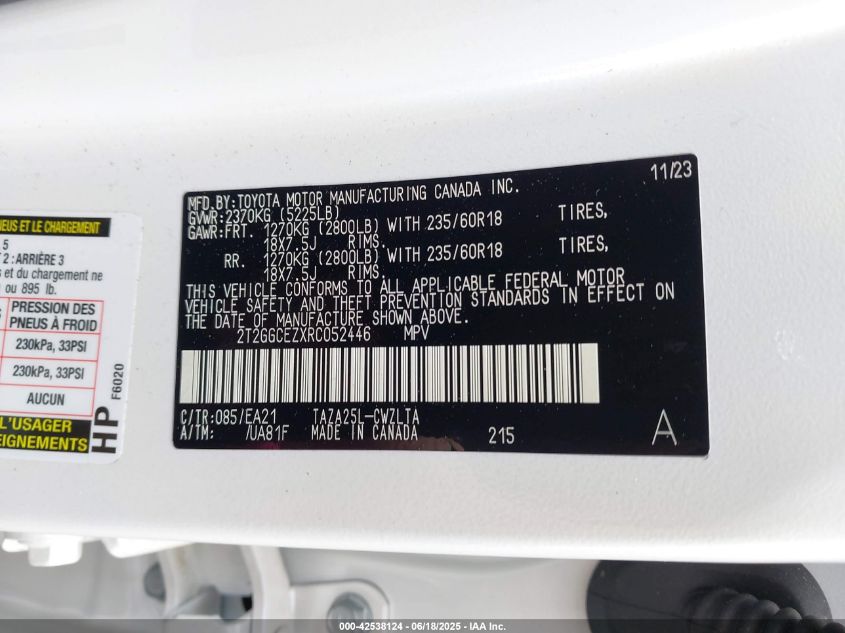 NEUS ET LE CHARGEMENT
5
2 : ARRIÈRE 3
s et du chargement ne
ou 895 lb.
PRESSION DES
PNEUS À FROID
230kPa, 33PSI
230kPa, 33PSI
AUCUN
L'USAGER
EIGNEMENTS
HP
F6020
11/23
MFD.BY:TOYOTA MOTOR MANUFACTURING CANADA INC.
GVWR:2370KG (5225LB)
GAWR:FRT. 1270KG (2800LB) WITH 235/60R18 TIRES,
18X7.5J RIMS.
RR. 1270KG (2800LB) WITH 235/60R18 TIRES,
18X7.5J RIMS.
THIS VEHICLE CONFORMS TO ALL APPLICABLE FEDERAL MOTOR
VEHICLE SAFETY AND THEFT PREVENTION STANDARDS IN EFFECT ON
THE DATE OF MANUFACTURE SHOWN ABOVE.
2T2GGCEZXRC052446 MPV
C/TR:085/EA21 TAZA25L-CWZLTA
A/TM: /UA81F MADE IN CANADA 215 A
000-42538124 - 06/18/2025 - IAA Inc.